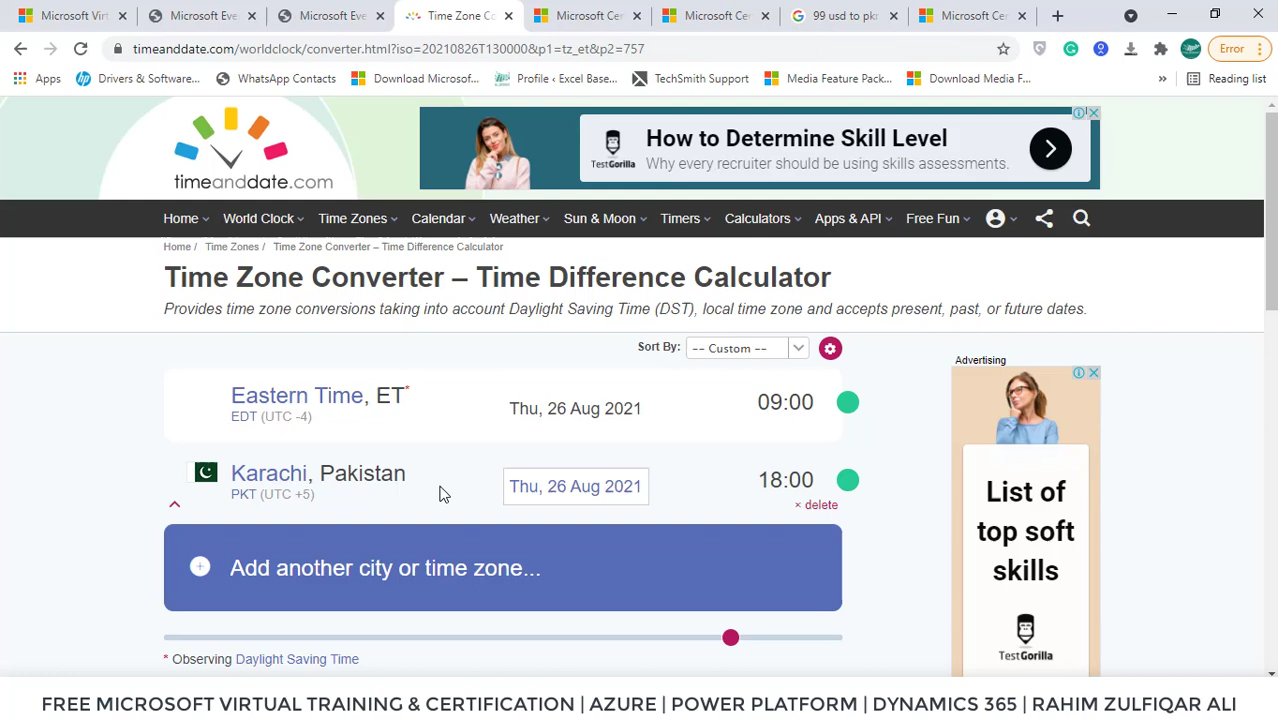 Microsoft Virt
Microsoft Eve
Microsoft Eve
Time Zone Co
Microsoft Cer
Microsoft Cer
99 usd to pkr
Microsoft Cer
timeanddate.com/worldclock/converter.html?iso=20210826T130000&p1=tz_et&p2=757
Error
Apps
Drivers & Software...
WhatsApp Contacts
Download Microsof...
Profile ‹ Excel Base...
TechSmith Support
Media Feature Pack...
Download Media F...
»
Reading list
timeanddate.com
TestGorilla
How to Determine Skill Level
Why every recruiter should be using skills assessments.
Home
World Clock
Time Zones
Calendar
Weather
Sun & Moon
Timers
Calculators
Apps & API
Free Fun
Home / Time Zones / Time Zone Converter – Time Difference Calculator
Time Zone Converter – Time Difference Calculator
Provides time zone conversions taking into account Daylight Saving Time (DST), local time zone and accepts present, past, or future dates.
Sort By: -- Custom --
Advertising
Eastern Time, ET*
EDT (UTC -4)
Thu, 26 Aug 2021
09:00
Karachi, Pakistan
PKT (UTC +5)
Thu, 26 Aug 2021
18:00
× delete
Add another city or time zone...
* Observing Daylight Saving Time
List of
top soft
skills
TestGorilla
FREE MICROSOFT VIRTUAL TRAINING & CERTIFICATION | AZURE | POWER PLATFORM | DYNAMICS 365 | RAHIM ZULFIQAR ALI